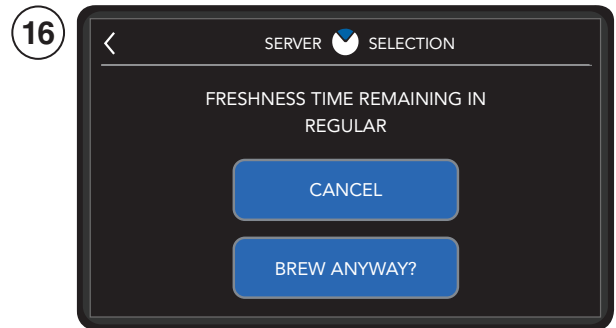 16
SERVER SELECTION
FRESHNESS TIME REMAINING IN
REGULAR
CANCEL
BREW ANYWAY?